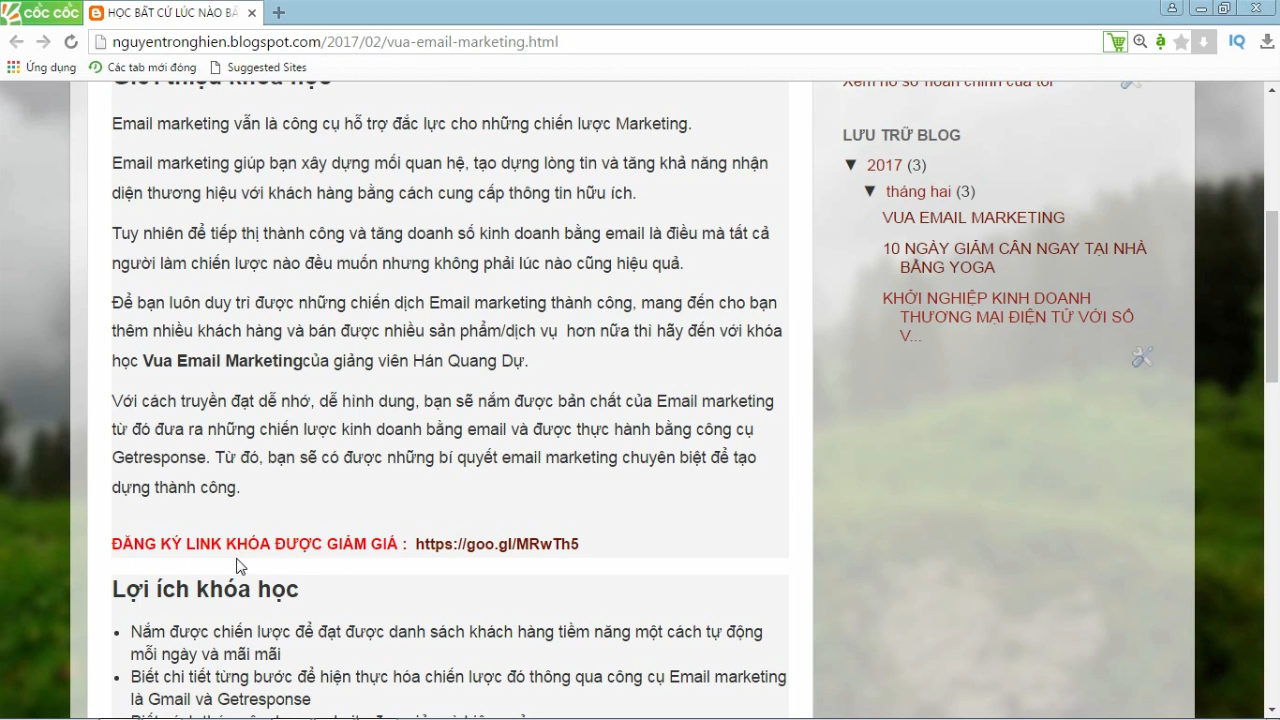 CỐC CỐC
HỌC BẤT CỨ LÚC NÀO BẤ
nguyentronghien.blogspot.com/2017/02/vua-email-marketing.html
IQ
Ứng dụng
Các tab mới đóng
Suggested Sites
Giới thiệu khóa học
Email marketing vẫn là công cụ hỗ trợ đắc lực cho những chiến lược Marketing.
Email marketing giúp bạn xây dựng mối quan hệ, tạo dựng lòng tin và tăng khả năng nhận
diện thương hiệu với khách hàng bằng cách cung cấp thông tin hữu ích.
Tuy nhiên để tiếp thị thành công và tăng doanh số kinh doanh bằng email là điều mà tất cả
người làm chiến lược nào đều muốn nhưng không phải lúc nào cũng hiệu quả.
Để bạn luôn duy trì được những chiến dịch Email marketing thành công, mang đến cho bạn
thêm nhiều khách hàng và bán được nhiều sản phẩm/dịch vụ  hơn nữa thì hãy đến với khóa
học Vua Email Marketingcủa giảng viên Hán Quang Dự.
Với cách truyền đạt dễ nhớ, dễ hình dung, bạn sẽ nắm được bản chất của Email marketing
từ đó đưa ra những chiến lược kinh doanh bằng email và được thực hành bằng công cụ
Getresponse. Từ đó, bạn sẽ có được những bí quyết email marketing chuyên biệt để tạo
dựng thành công.
ĐĂNG KÝ LINK KHÓA ĐƯỢC GIẢM GIÁ :  https://goo.gl/MRwTh5
Lợi ích khóa học
Nắm được chiến lược để đạt được danh sách khách hàng tiềm năng một cách tự động
mỗi ngày và mãi mãi
Biết chi tiết từng bước để hiện thực hóa chiến lược đó thông qua công cụ Email marketing
là Gmail và Getresponse
Xem hồ sơ hoàn chỉnh của tôi
LƯU TRỮ BLOG
▼ 2017 (3)
▼ tháng hai (3)
VUA EMAIL MARKETING
10 NGÀY GIẢM CÂN NGAY TẠI NHÀ
BẰNG YOGA
KHỞI NGHIỆP KINH DOANH
THƯƠNG MẠI ĐIỆN TỬ VỚI SỐ
V...